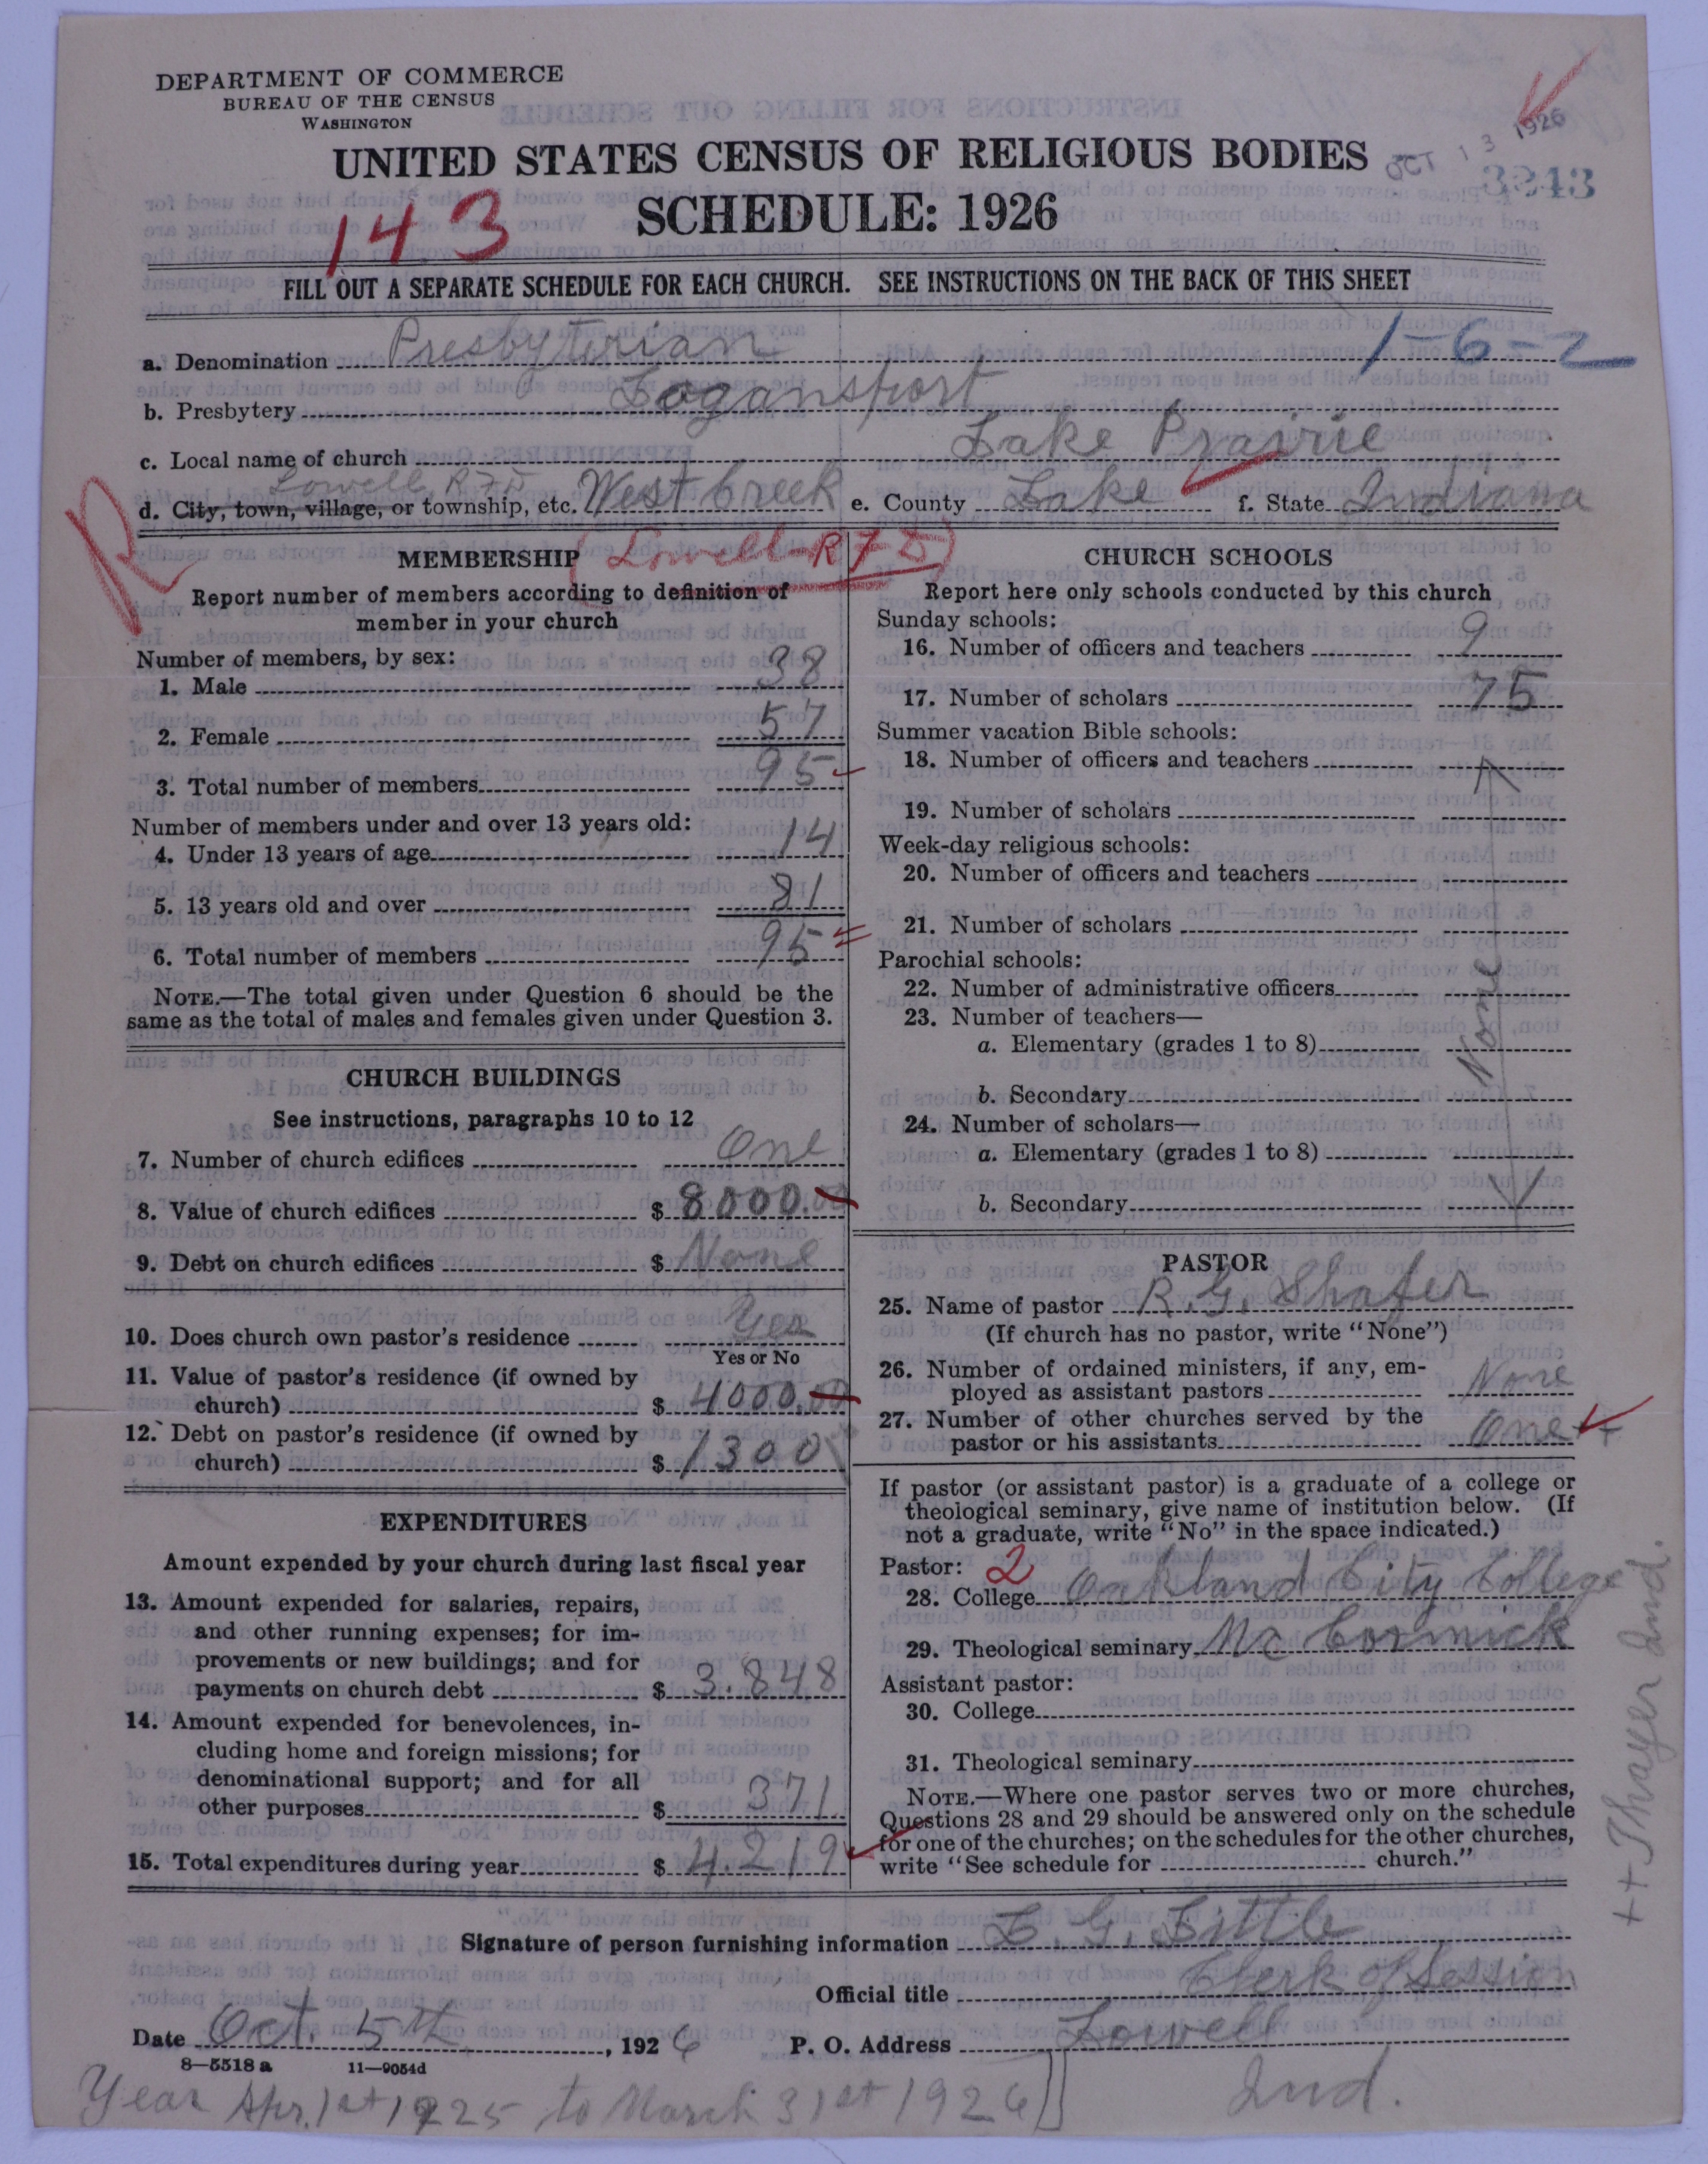 DEPARTMENT OF COMMERCE
BUREAU OF THE CENSUS
WASHINGTON
UNITED STATES CENSUS OF RELIGIOUS BODIES
SCHEDULE: 1926
OCT 13 1926
3243
143
FILL OUT A SEPARATE SCHEDULE FOR EACH CHURCH. SEE INSTRUCTIONS ON THE BACK OF THIS SHEET
a. Denomination Presbyterian 1-6-2
b. Presbytery Logansport
c. Local name of church Lake Prairie
Lowell R F D
d. City, town, village, or township, etc. West Creek e. County Lake f. State Indiana
R
MEMBERSHIP (Lowell-R F D)
Report number of members according to definition of
member in your church
Number of members, by sex:
1. Male 38
2. Female 57
3. Total number of members 95
Number of members under and over 13 years old:
4. Under 13 years of age 14
5. 13 years old and over 81
6. Total number of members 95
NOTE.—The total given under Question 6 should be the
same as the total of males and females given under Question 3.
CHURCH BUILDINGS
See instructions, paragraphs 10 to 12
7. Number of church edifices One
8. Value of church edifices $ 8000.00
9. Debt on church edifices $ None
10. Does church own pastor's residence Yes
Yes or No
11. Value of pastor's residence (if owned by
church) $ 4000.00
12. Debt on pastor's residence (if owned by
church) $ 1300
EXPENDITURES
Amount expended by your church during last fiscal year
13. Amount expended for salaries, repairs,
and other running expenses; for im-
provements or new buildings; and for
payments on church debt $ 3.848
14. Amount expended for benevolences, in-
cluding home and foreign missions; for
denominational support; and for all
other purposes $ 371
15. Total expenditures during year $ 4.219
CHURCH SCHOOLS
Report here only schools conducted by this church
Sunday schools:
16. Number of officers and teachers 9
17. Number of scholars 75
Summer vacation Bible schools:
18. Number of officers and teachers
19. Number of scholars
Week-day religious schools:
20. Number of officers and teachers
21. Number of scholars
Parochial schools:
22. Number of administrative officers
None
23. Number of teachers—
a. Elementary (grades 1 to 8)
b. Secondary
24. Number of scholars—
a. Elementary (grades 1 to 8)
b. Secondary
PASTOR
25. Name of pastor R. G. Shafer
(If church has no pastor, write "None")
26. Number of ordained ministers, if any, em-
ployed as assistant pastors None
27. Number of other churches served by the
pastor or his assistants One ++
If pastor (or assistant pastor) is a graduate of a college or
theological seminary, give name of institution below. (If
not a graduate, write "No" in the space indicated.)
Pastor: 2
28. College Oakland City College
29. Theological seminary Mc Cormick
Assistant pastor:
30. College
31. Theological seminary
NOTE.—Where one pastor serves two or more churches,
Questions 28 and 29 should be answered only on the schedule
for one of the churches; on the schedules for the other churches,
write "See schedule for church."
++ Thayer Ind.
Signature of person furnishing information L. G. Little
Official title Clerk of Session
Date Oct. 5th, 1926 P. O. Address Lowell
Ind.
8—5518 a 11—9054d
Year Apr. 1st 1925 to March 31st 1926